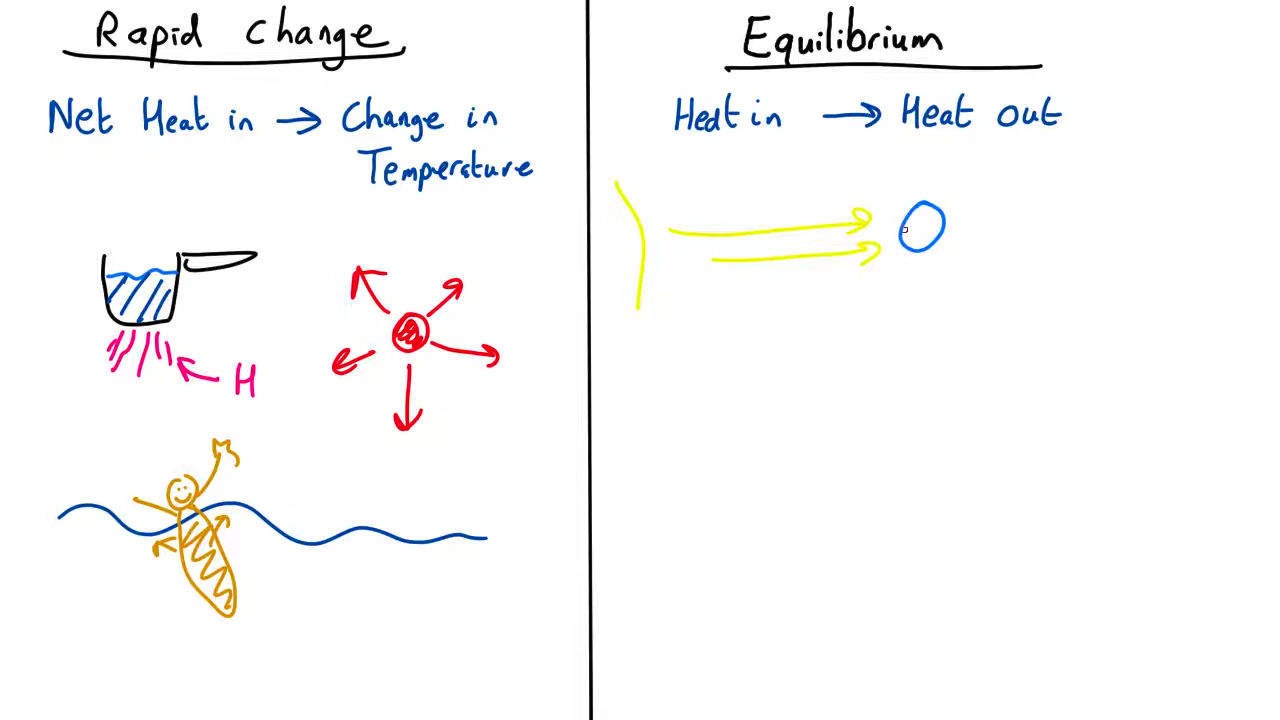 Rapid Change
Net Heat in → Change in
Temperature
H
Equilibrium
Heat in → Heat out